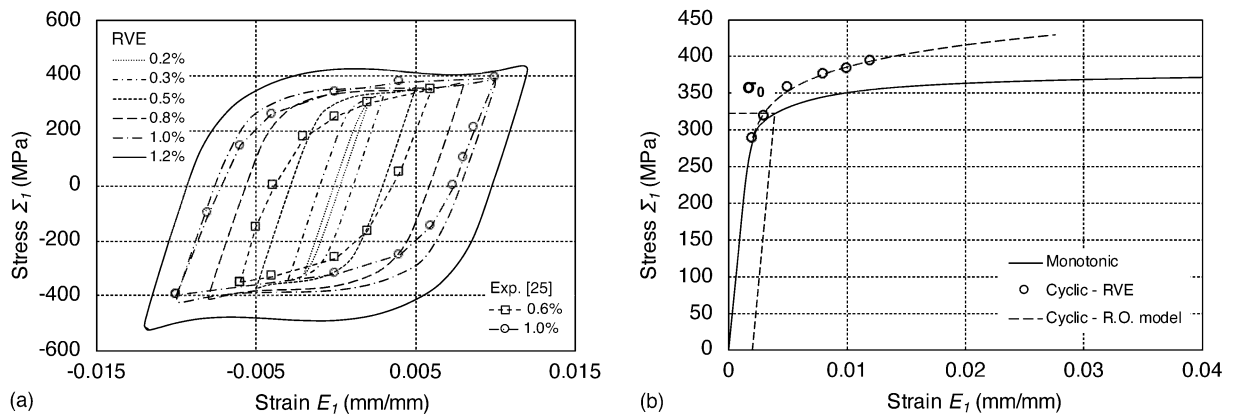 600
400
200
0
-200
-400
-600
-0.015
-0.005
0.005
0.015
Stress Σ1 (MPa)
Strain E1 (mm/mm)
RVE
0.2%
0.3%
0.5%
0.8%
1.0%
1.2%
Exp. [25]
0.6%
1.0%
(a)
450
400
350
300
250
200
150
100
50
0
0
0.01
0.02
0.03
0.04
Stress Σ1 (MPa)
Strain E1 (mm/mm)
σ0
Monotonic
Cyclic - RVE
Cyclic - R.O. model
(b)